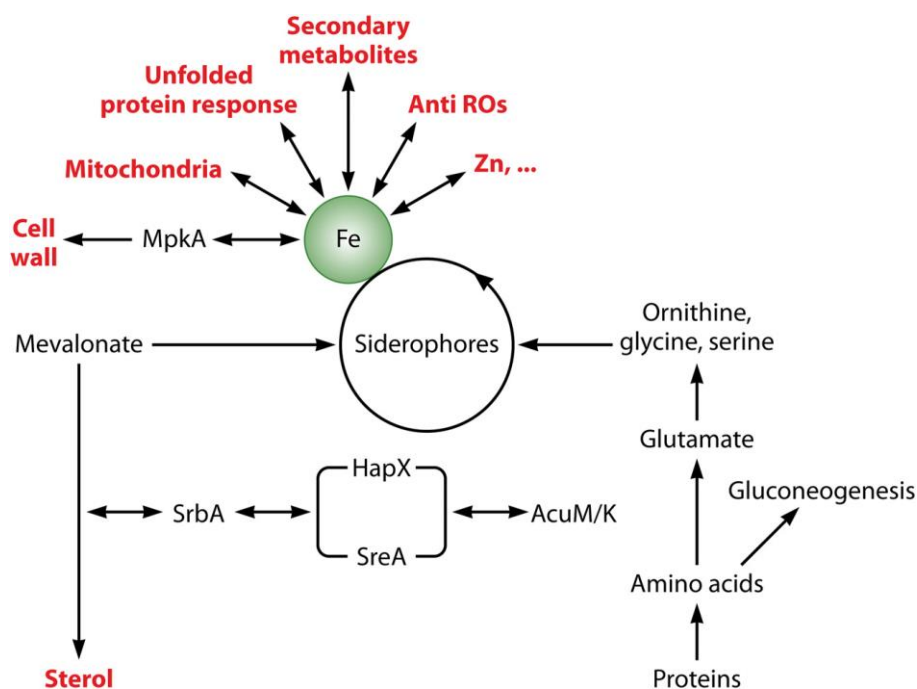 Secondary
metabolites
Unfolded
protein response
Anti ROs
Mitochondria
Zn, ...
Cell
wall
MpkA
Fe
Mevalonate
Siderophores
Ornithine,
glycine, serine
Glutamate
HapX
Gluconeogenesis
SrbA
AcuM/K
SreA
Amino acids
Sterol
Proteins